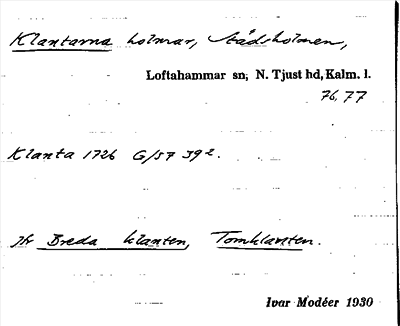 Klantarna holmar, Städsholmen,
Loftahammar sn, N. Tjust hd, Kalm. l.
76, 77
Klanta 1726 G/57 39².
Jfr Breda klanten, Tomklanten.
Ivar Modéer 1930